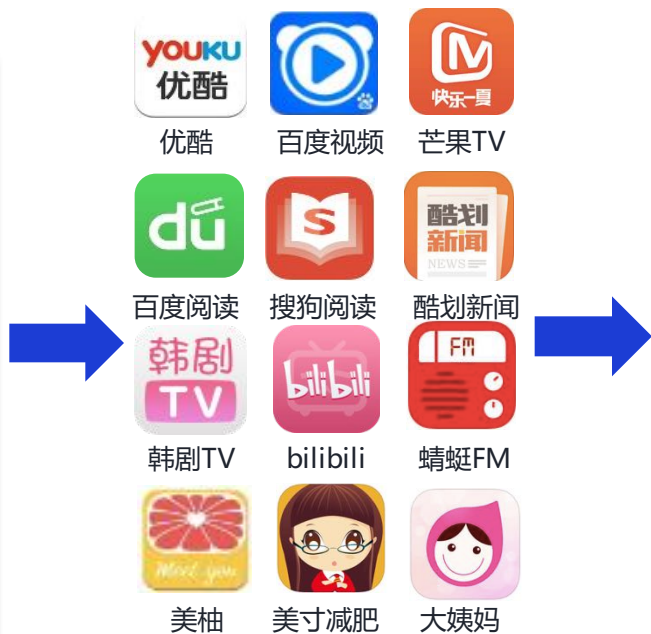 YOUKU
优酷
快乐一夏
优酷 百度视频 芒果TV
dú
S
酷划
新闻
NEWS
百度阅读 搜狗阅读 酷划新闻
韩剧
TV
bilibili
FM
韩剧TV bilibili 蜻蜓FM
Meet you
美柚 美寸减肥 大姨妈